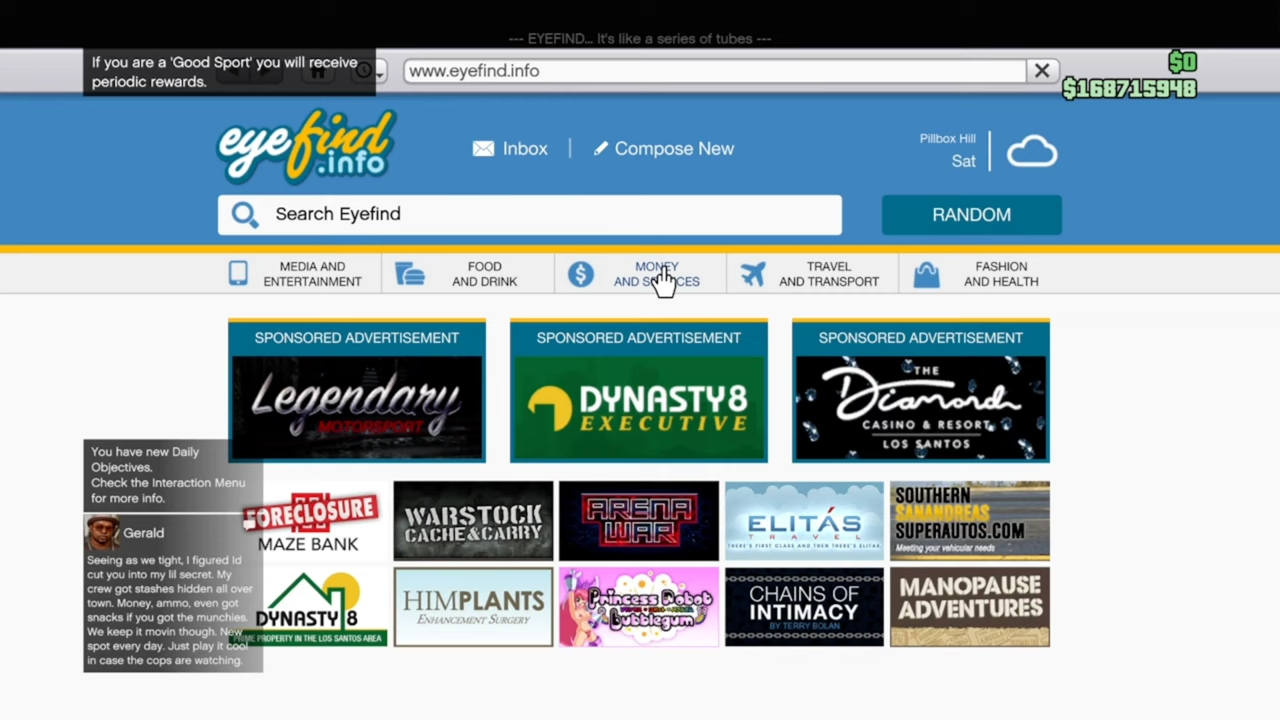 --- EYEFIND... It's like a series of tubes ---
If you are a 'Good Sport' you will receive
periodic rewards.
www.eyefind.info
$0
$168715948
eyefind
.info
Inbox
Compose New
Pillbox Hill
Sat
Search Eyefind
RANDOM
MEDIA AND
ENTERTAINMENT
FOOD
AND DRINK
MONEY
AND SERVICES
TRAVEL
AND TRANSPORT
FASHION
AND HEALTH
SPONSORED ADVERTISEMENT
Legendary
MOTORSPORT
SPONSORED ADVERTISEMENT
DYNASTY8
EXECUTIVE
SPONSORED ADVERTISEMENT
THE
Diamond
CASINO & RESORT
LOS SANTOS
You have new Daily
Objectives.
Check the Interaction Menu
for more info.
FORECLOSURE
MAZE BANK
WARSTOCK
CACHE&CARRY
ARENA
WAR
ELITÁS
TRAVEL
THERE'S FIRST CLASS AND THEN THERE'S ELITÁS
SOUTHERN
SANANDREAS
SUPERAUTOS.COM
Meeting your vehicular needs
Gerald
Seeing as we tight, I figured Id
cut you into my lil secret. My
crew got stashes hidden all over
town. Money, ammo, even got
snacks if you got the munchies.
We keep it movin though. New
spot every day. Just play it cool
in case the cops are watching.
DYNASTY 8
PRIME PROPERTY IN THE LOS SANTOS AREA
HIMPLANTS
ENHANCEMENT SURGERY
Princess Robot
Bubblegum
CHAINS OF
INTIMACY
BY TERRY BOLAN
MANOPAUSE
ADVENTURES